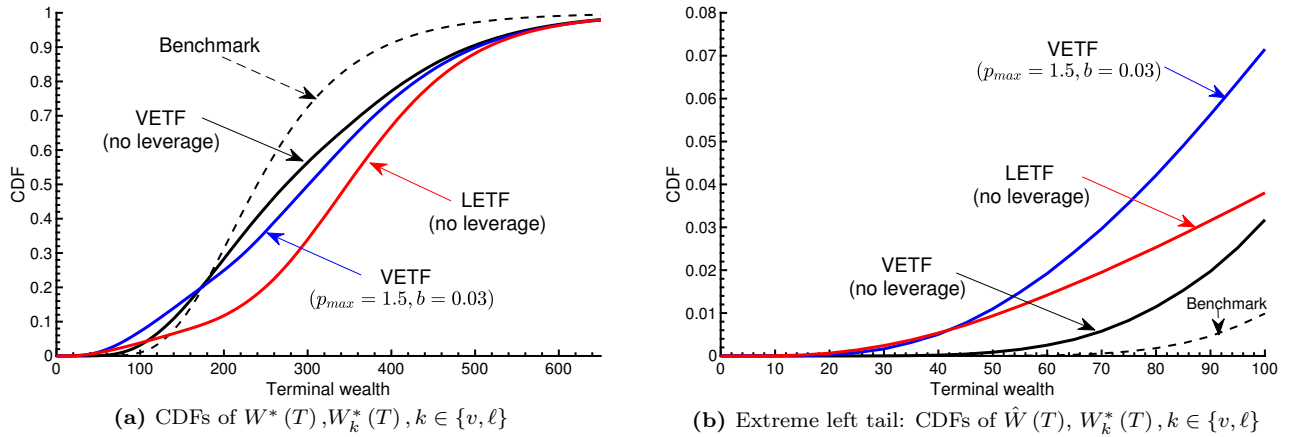 1
0.9
0.8
0.7
0.6
0.5
0.4
0.3
0.2
0.1
0
CDF
Benchmark
VETF
(no leverage)
LETF
(no leverage)
VETF
(p_max = 1.5, b = 0.03)
0 100 200 300 400 500 600
Terminal wealth
(a) CDFs of W* (T) ,W*_k (T) , k ∈ {v, ℓ}
0.08
0.07
0.06
0.05
0.04
0.03
0.02
0.01
0
CDF
VETF
(p_max = 1.5, b = 0.03)
LETF
(no leverage)
VETF
(no leverage)
Benchmark
0 10 20 30 40 50 60 70 80 90 100
Terminal wealth
(b) Extreme left tail: CDFs of Ŵ (T), W*_k (T) , k ∈ {v, ℓ}